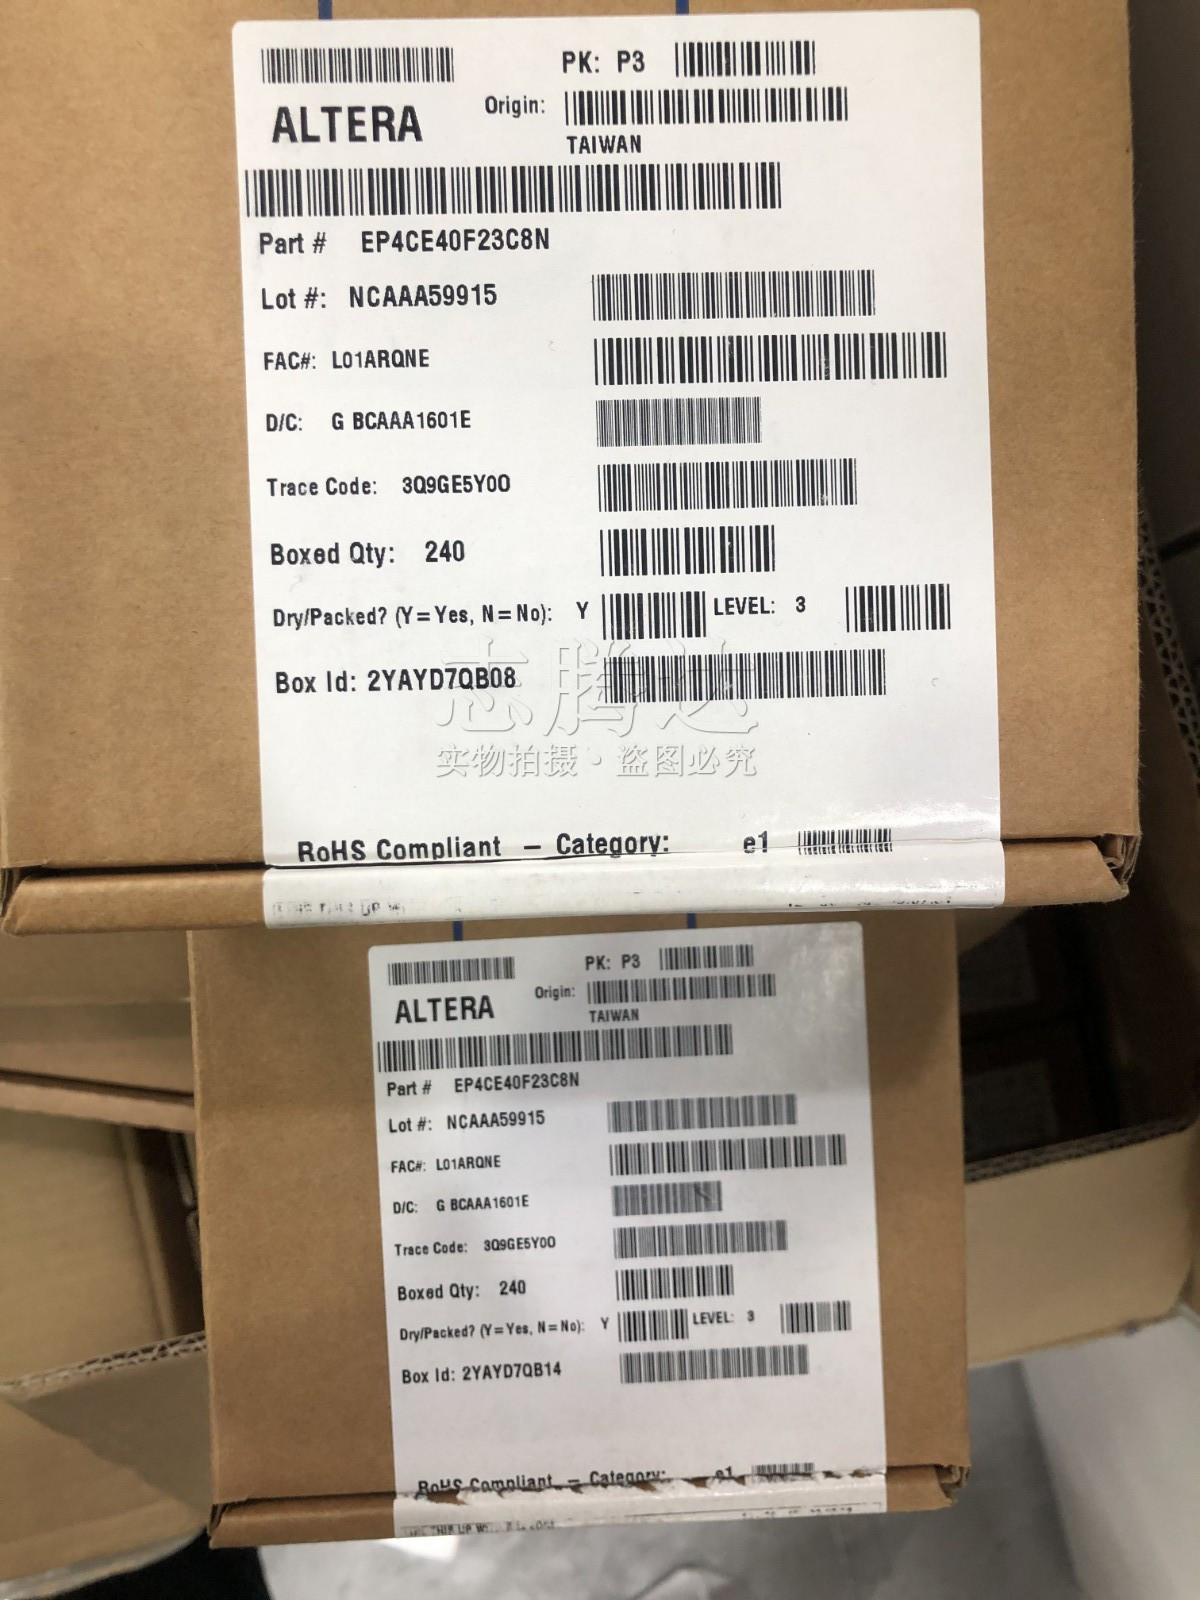 PK: P3
ALTERA
Origin:
TAIWAN
Part # EP4CE40F23C8N
Lot #: NCAAA59915
FAC#: L01ARQNE
D/C: G BCAAA1601E
Trace Code: 3Q9GE5Y00
Boxed Qty: 240
Dry/Packed? (Y=Yes, N=No): Y LEVEL: 3
Box Id: 2YAYD7QB08
志腾达
实物拍摄·盗图必究
RoHS Compliant – Category: e1
PK: P3
ALTERA
Origin:
TAIWAN
Part # EP4CE40F23C8N
Lot #: NCAAA59915
FAC#: L01ARQNE
D/C: G BCAAA1601E
Trace Code: 3Q9GE5Y00
Boxed Qty: 240
Dry/Packed? (Y=Yes, N=No): Y LEVEL: 3
Box Id: 2YAYD7QB14
RoHS Compliant – Category: e1